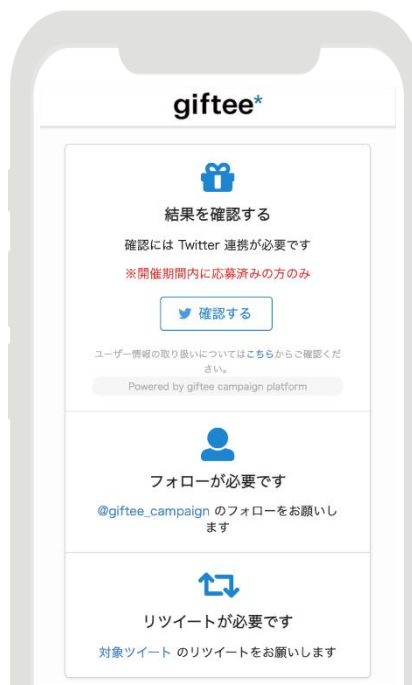 giftee*
結果を確認する
確認には Twitter 連携が必要です
※開催期間内に応募済みの方のみ
確認する
ユーザー情報の取り扱いについてはこちらからご確認くだ
さい。
Powered by giftee campaign platform
フォローが必要です
@giftee_campaign のフォローをお願いし
ます
リツイートが必要です
対象ツイート のリツイートをお願いします